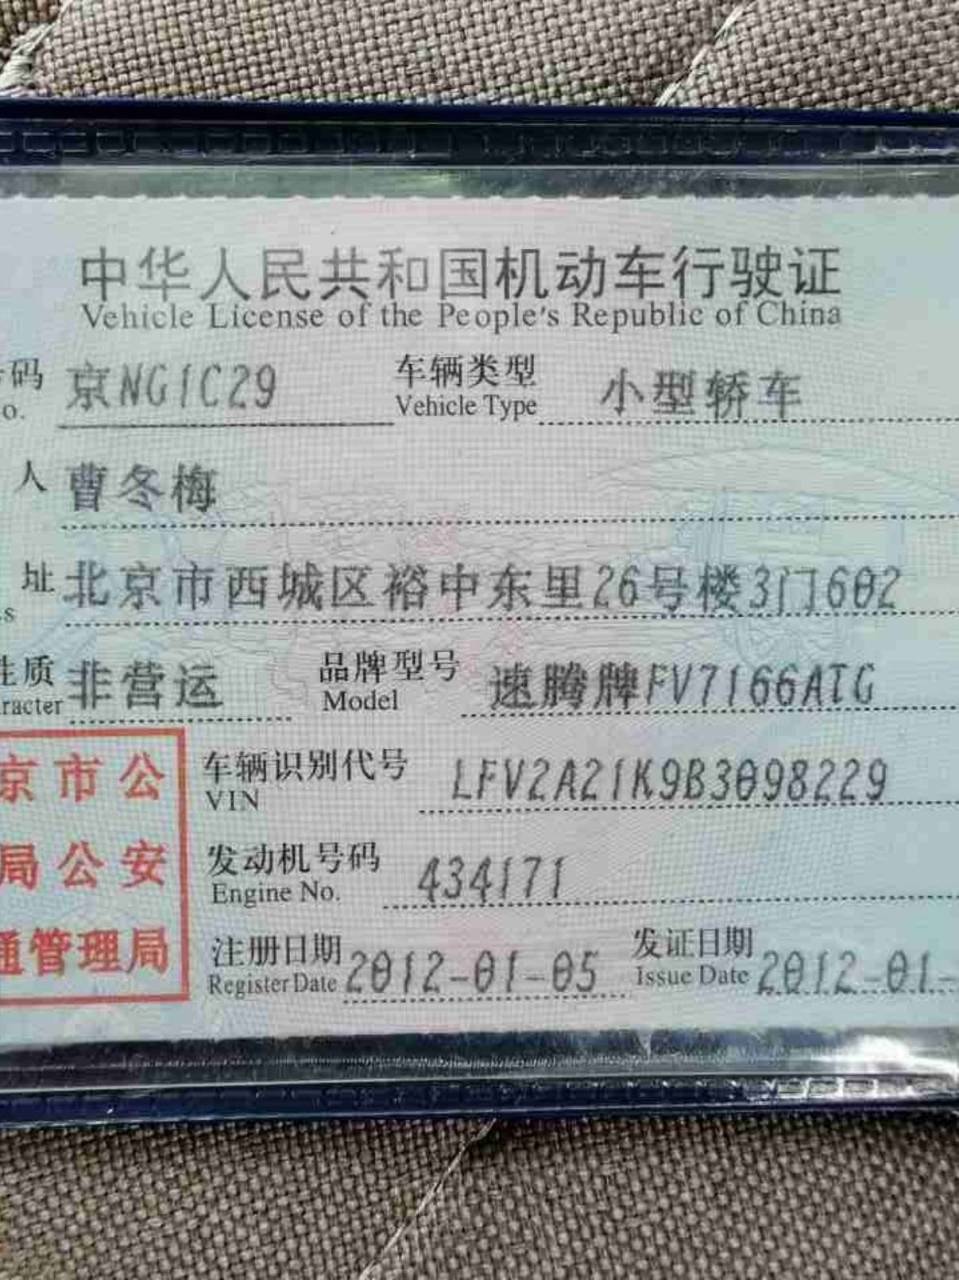 中华人民共和国机动车行驶证
Vehicle License of the People's Republic of China
号码 京NG1C29 车辆类型 小型轿车
No. Vehicle Type
人 曹冬梅
址 北京市西城区裕中东里26号楼3门602
ss
性质 非营运 品牌型号 速腾牌FV7166ATG
racter Model
京市公 车辆识别代号 LFV2A21K9B3098229
VIN
局公安 发动机号码 434171
Engine No.
通管理局 注册日期 2012-01-05 发证日期 2012-01-
Register Date Issue Date